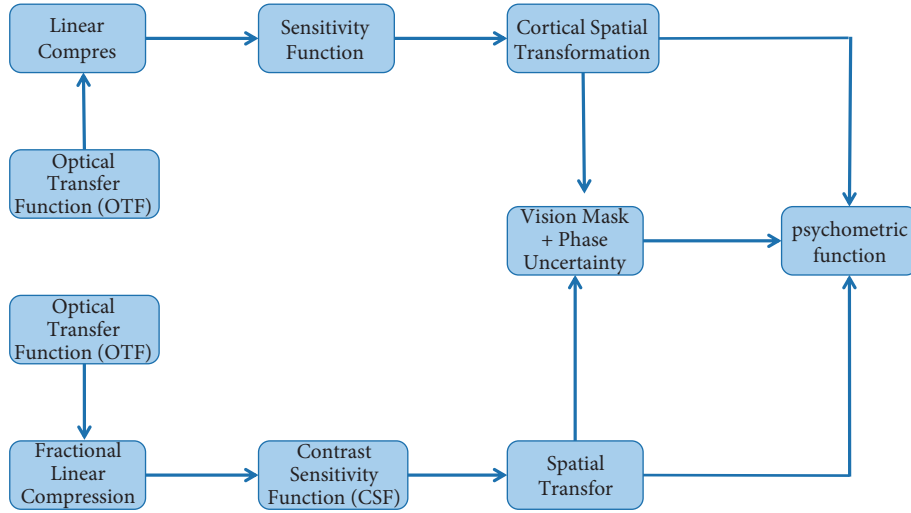 Linear
Compres
Sensitivity
Function
Cortical Spatial
Transformation
Optical
Transfer
Function (OTF)
Vision Mask
+ Phase
Uncertainty
psychometric
function
Optical
Transfer
Function (OTF)
Fractional
Linear
Compression
Contrast
Sensitivity
Function (CSF)
Spatial
Transfor